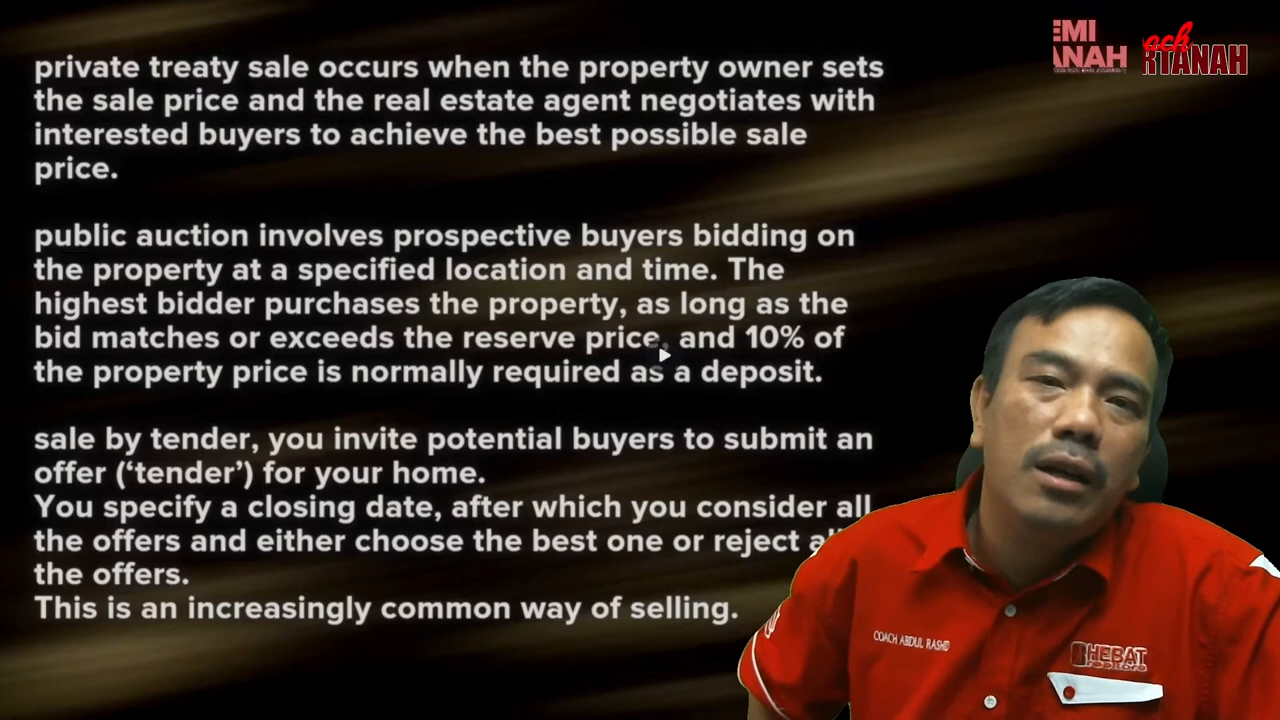 EMI
ANAH
ach
RTANAH
private treaty sale occurs when the property owner sets
the sale price and the real estate agent negotiates with
interested buyers to achieve the best possible sale
price.
public auction involves prospective buyers bidding on
the property at a specified location and time. The
highest bidder purchases the property, as long as the
bid matches or exceeds the reserve price, and 10% of
the property price is normally required as a deposit.
sale by tender, you invite potential buyers to submit an
offer (‘tender’) for your home.
You specify a closing date, after which you consider all
the offers and either choose the best one or reject
the offers.
This is an increasingly common way of selling.
COACH ABDUL RASHID
HEBAT